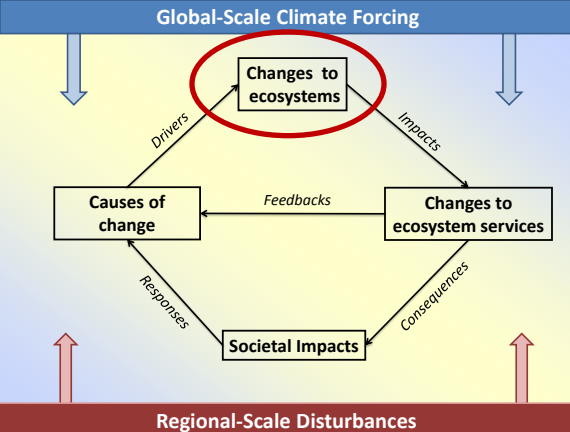 Global-Scale Climate Forcing
Changes to
ecosystems
Drivers
Impacts
Causes of
change
Feedbacks
Changes to
ecosystem services
Responses
Consequences
Societal Impacts
Regional-Scale Disturbances